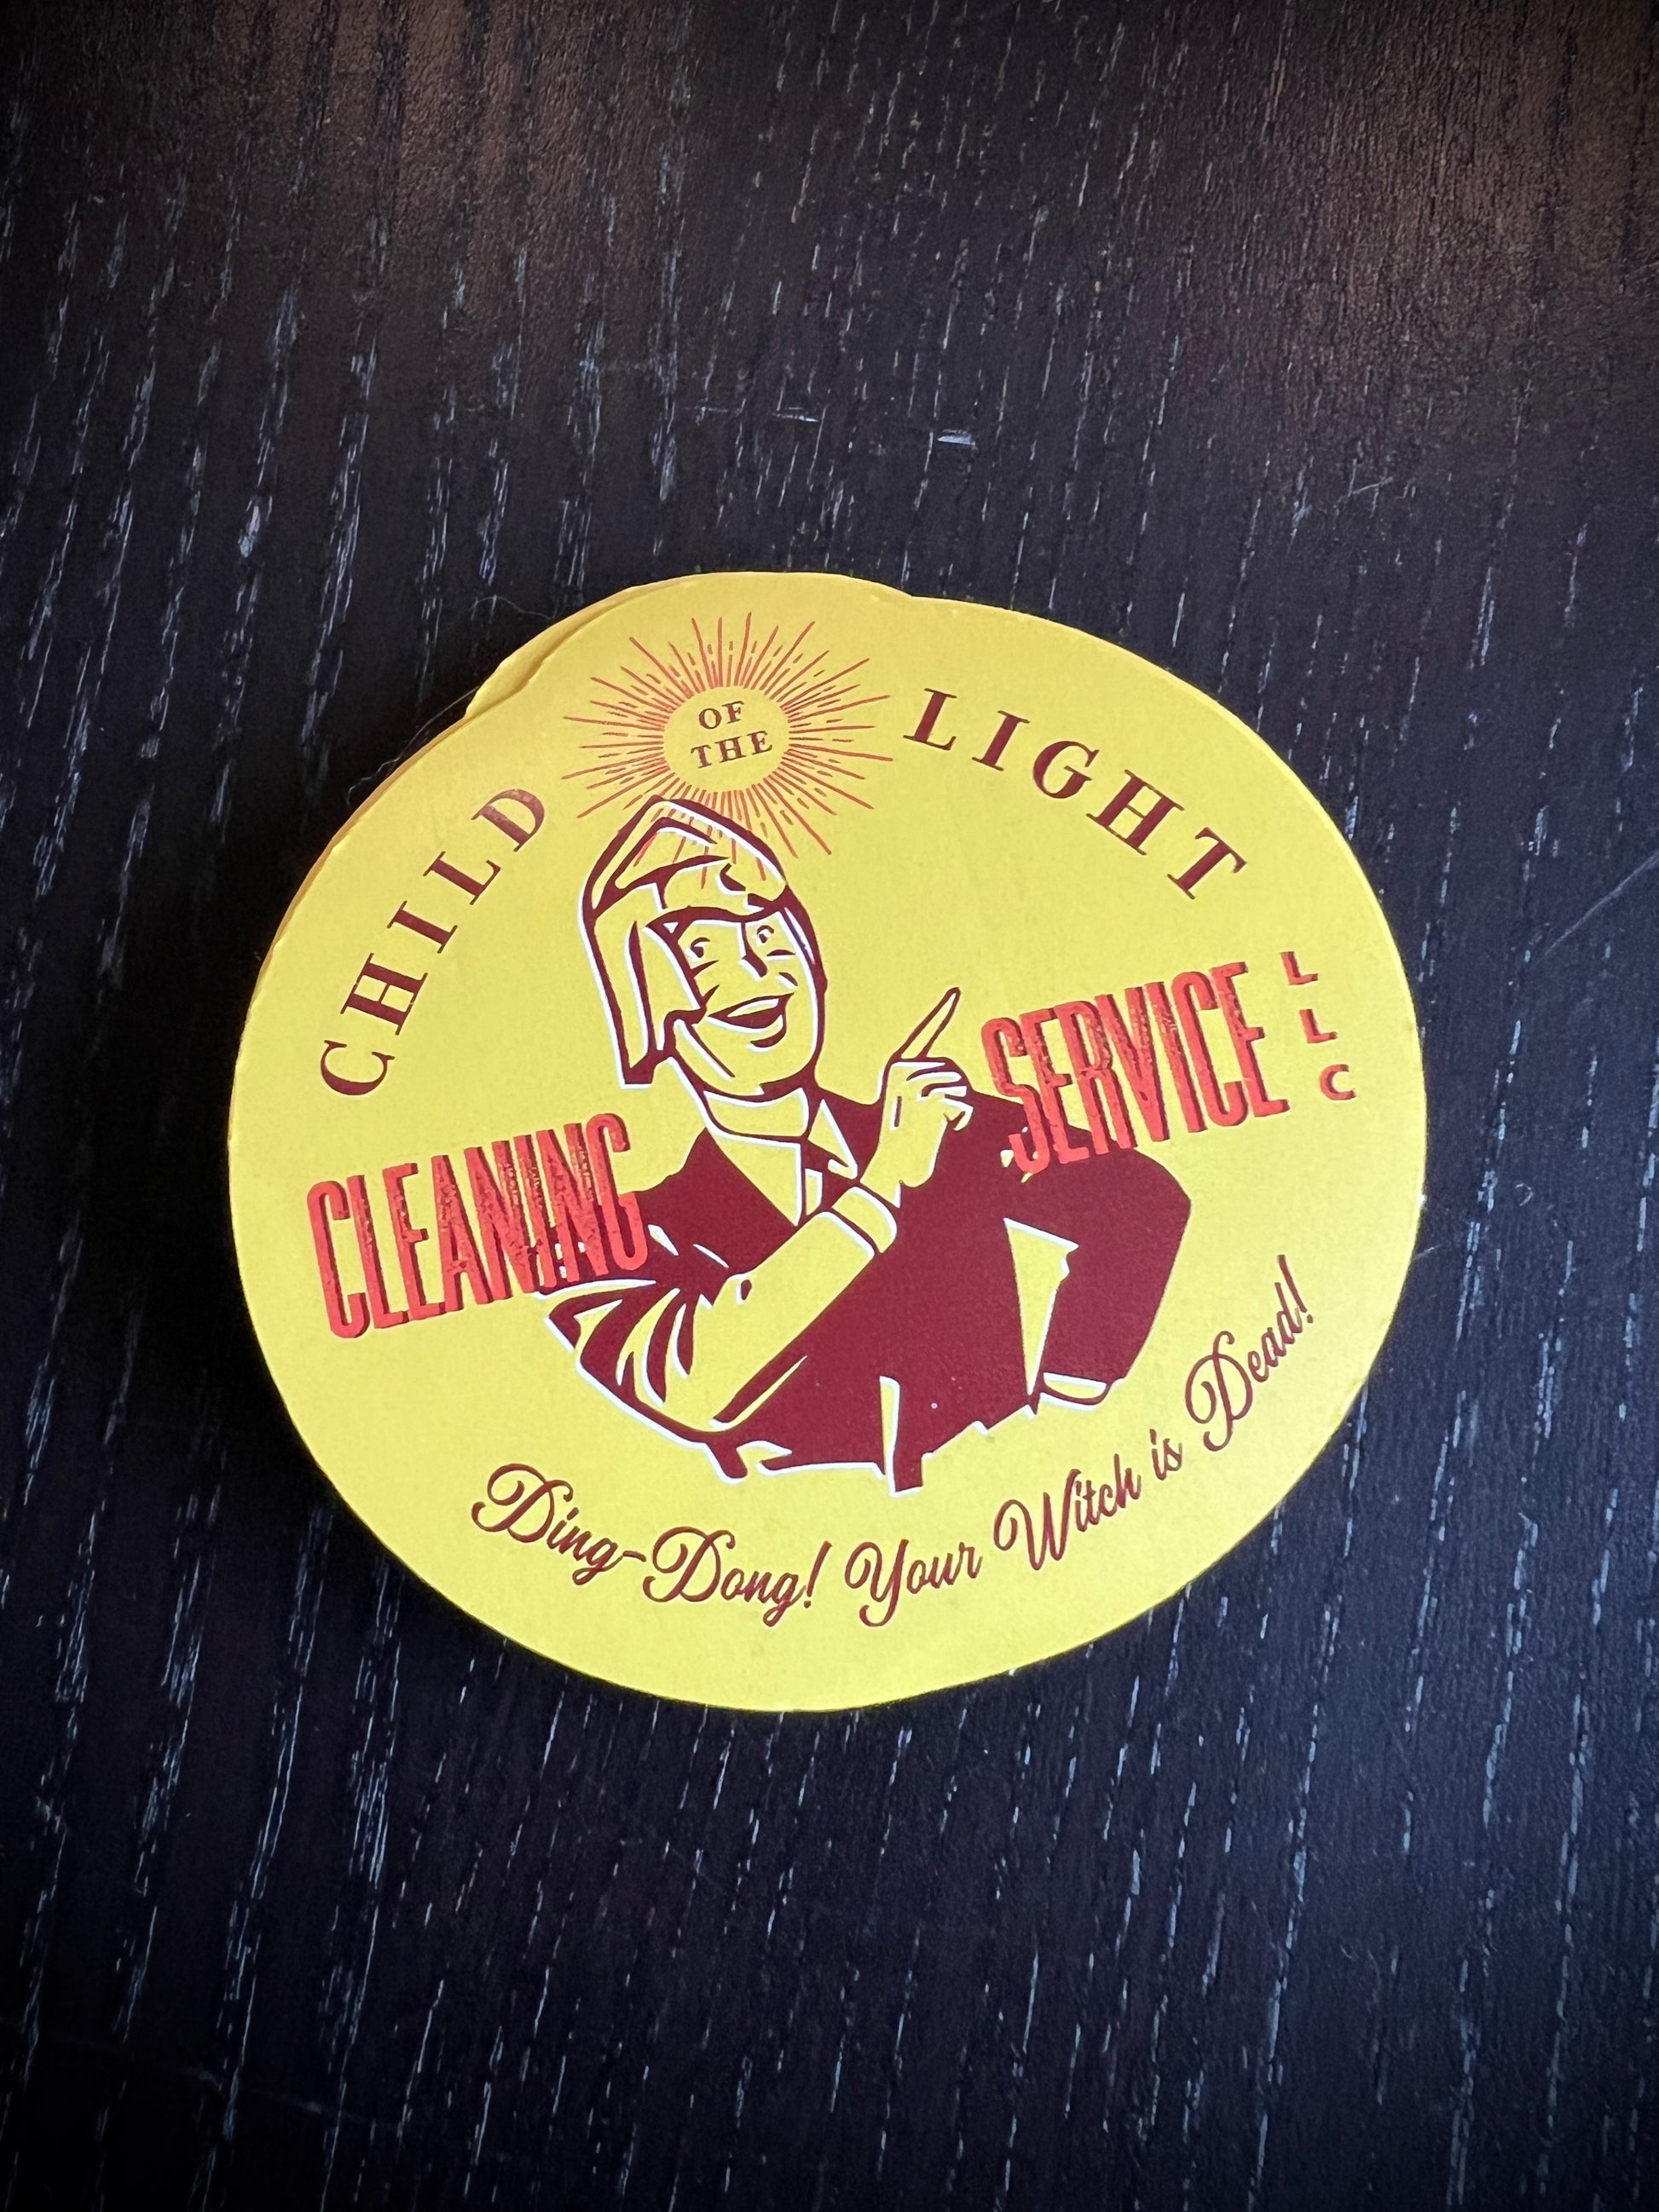 CHILD
OF
THE
LIGHT
CLEANING
SERVICE
LLC
Ding-Dong! Your Witch is Dead!